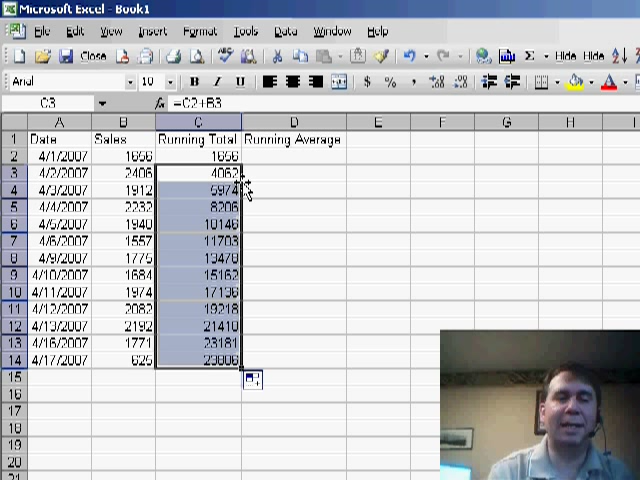 Microsoft Excel - Book1
File Edit View Insert Format Tools Data Window Help
Close Σ Hide Hide
Arial 10 B I U $ % ,
C3 fx =C2+B3
A B C D E F G H I
1 Date Sales Running Total Running Average
2 4/1/2007 1656 1656
3 4/2/2007 2406 4062
4 4/3/2007 1912 5974
5 4/4/2007 2232 8206
6 4/5/2007 1940 10146
7 4/6/2007 1557 11703
8 4/9/2007 1775 13478
9 4/10/2007 1684 15162
10 4/11/2007 1974 17136
11 4/12/2007 2082 19218
12 4/13/2007 2192 21410
13 4/16/2007 1771 23181
14 4/17/2007 625 23806
15
16
17
18
19
20